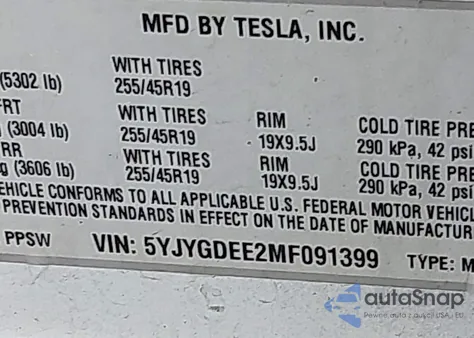 MFD BY TESLA, INC.
(5302 lb) WITH TIRES 255/45R19
FRT
(3004 lb) WITH TIRES 255/45R19 RIM 19X9.5J COLD TIRE PRE 290 kPa, 42 psi
RR
g (3606 lb) WITH TIRES 255/45R19 RIM 19X9.5J COLD TIRE PRE 290 kPa, 42 psi
EHICLE CONFORMS TO ALL APPLICABLE U.S. FEDERAL MOTOR VEHIC
PREVENTION STANDARDS IN EFFECT ON THE DATE OF MANUFACTUR
PPSW VIN: 5YJYGDEE2MF091399 TYPE: M
autoSnap